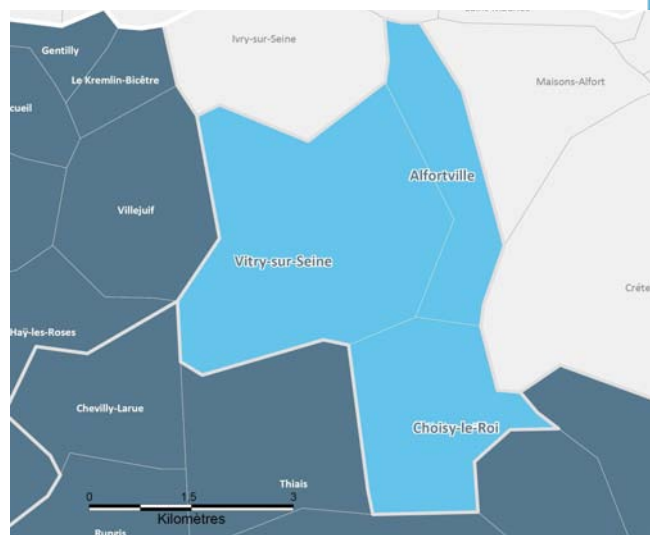 Ivry-sur-Seine
Gentilly
Le Kremlin-Bicêtre
Maisons-Alfort
cueil
Alfortville
Villejuif
Vitry-sur-Seine
Créte
Haÿ-les-Roses
Chevilly-Larue
Choisy-le-Roi
Thiais
0 1,5 3
Kilomètres